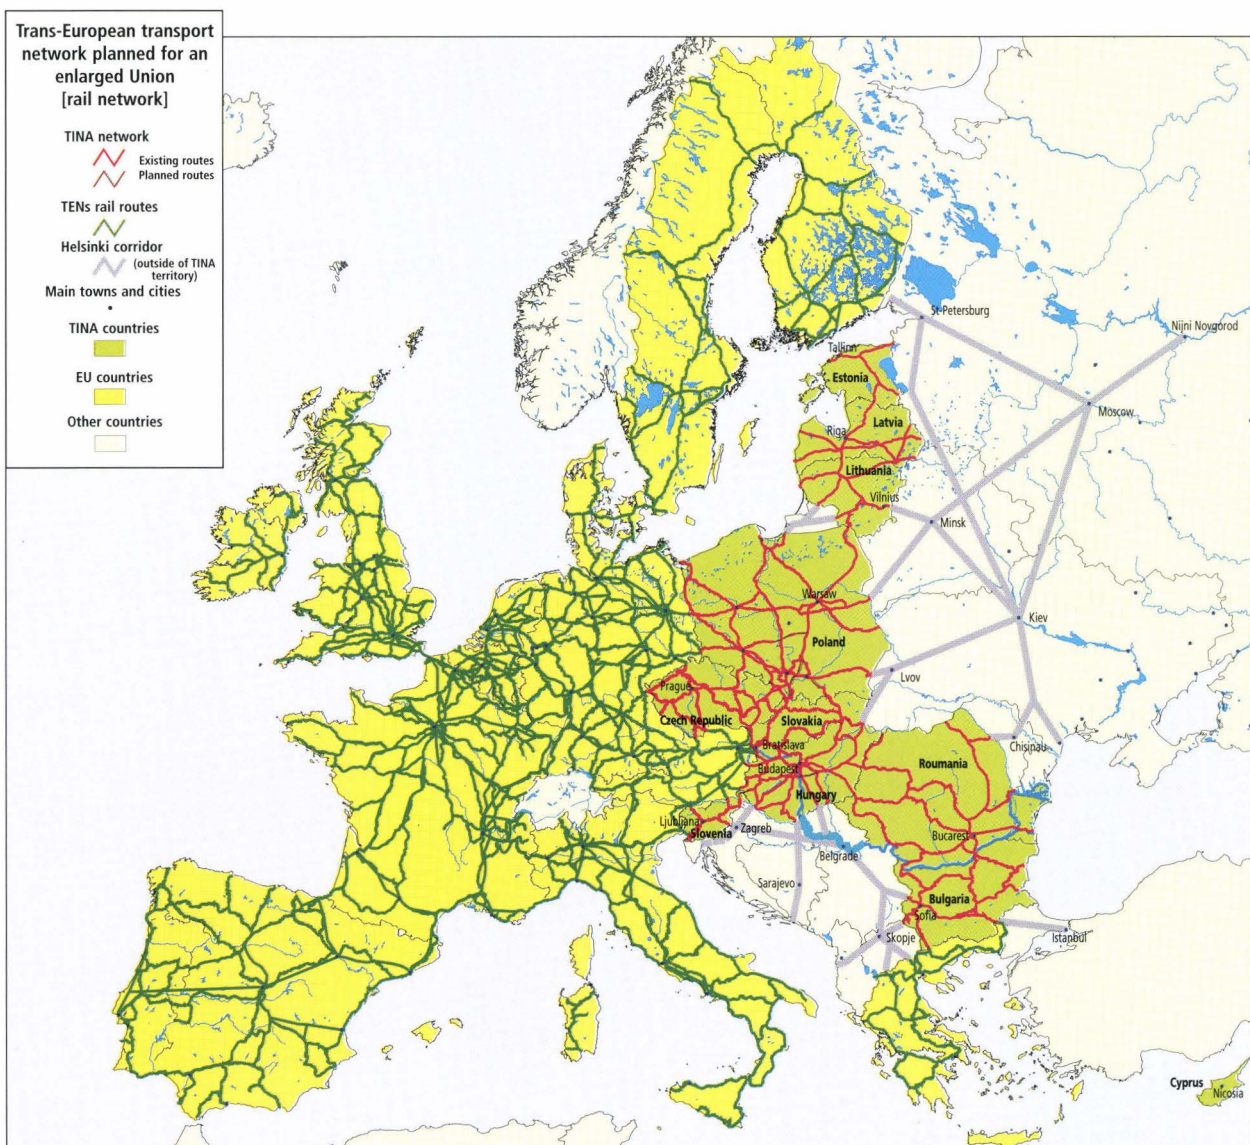 Trans-European transport
network planned for an
enlarged Union
[rail network]
TINA network
Existing routes
Planned routes
TENs rail routes
Helsinki corridor
(outside of TINA
territory)
Main towns and cities
TINA countries
EU countries
Other countries
St-Petersburg
Nijni Novgorod
Tallinn
Estonia
Moscow
Riga
Latvia
Lithuania
Vilnius
Minsk
Warsaw
Kiev
Poland
Lvov
Prague
Czech Republic
Slovakia
Bratislava
Chisinau
Budapest
Roumania
Hungary
Ljubljana
Slovenia
Zagreb
Bucarest
Belgrade
Sarajevo
Bulgaria
Sofia
Skopje
Istanbul
Cyprus
Nicosia